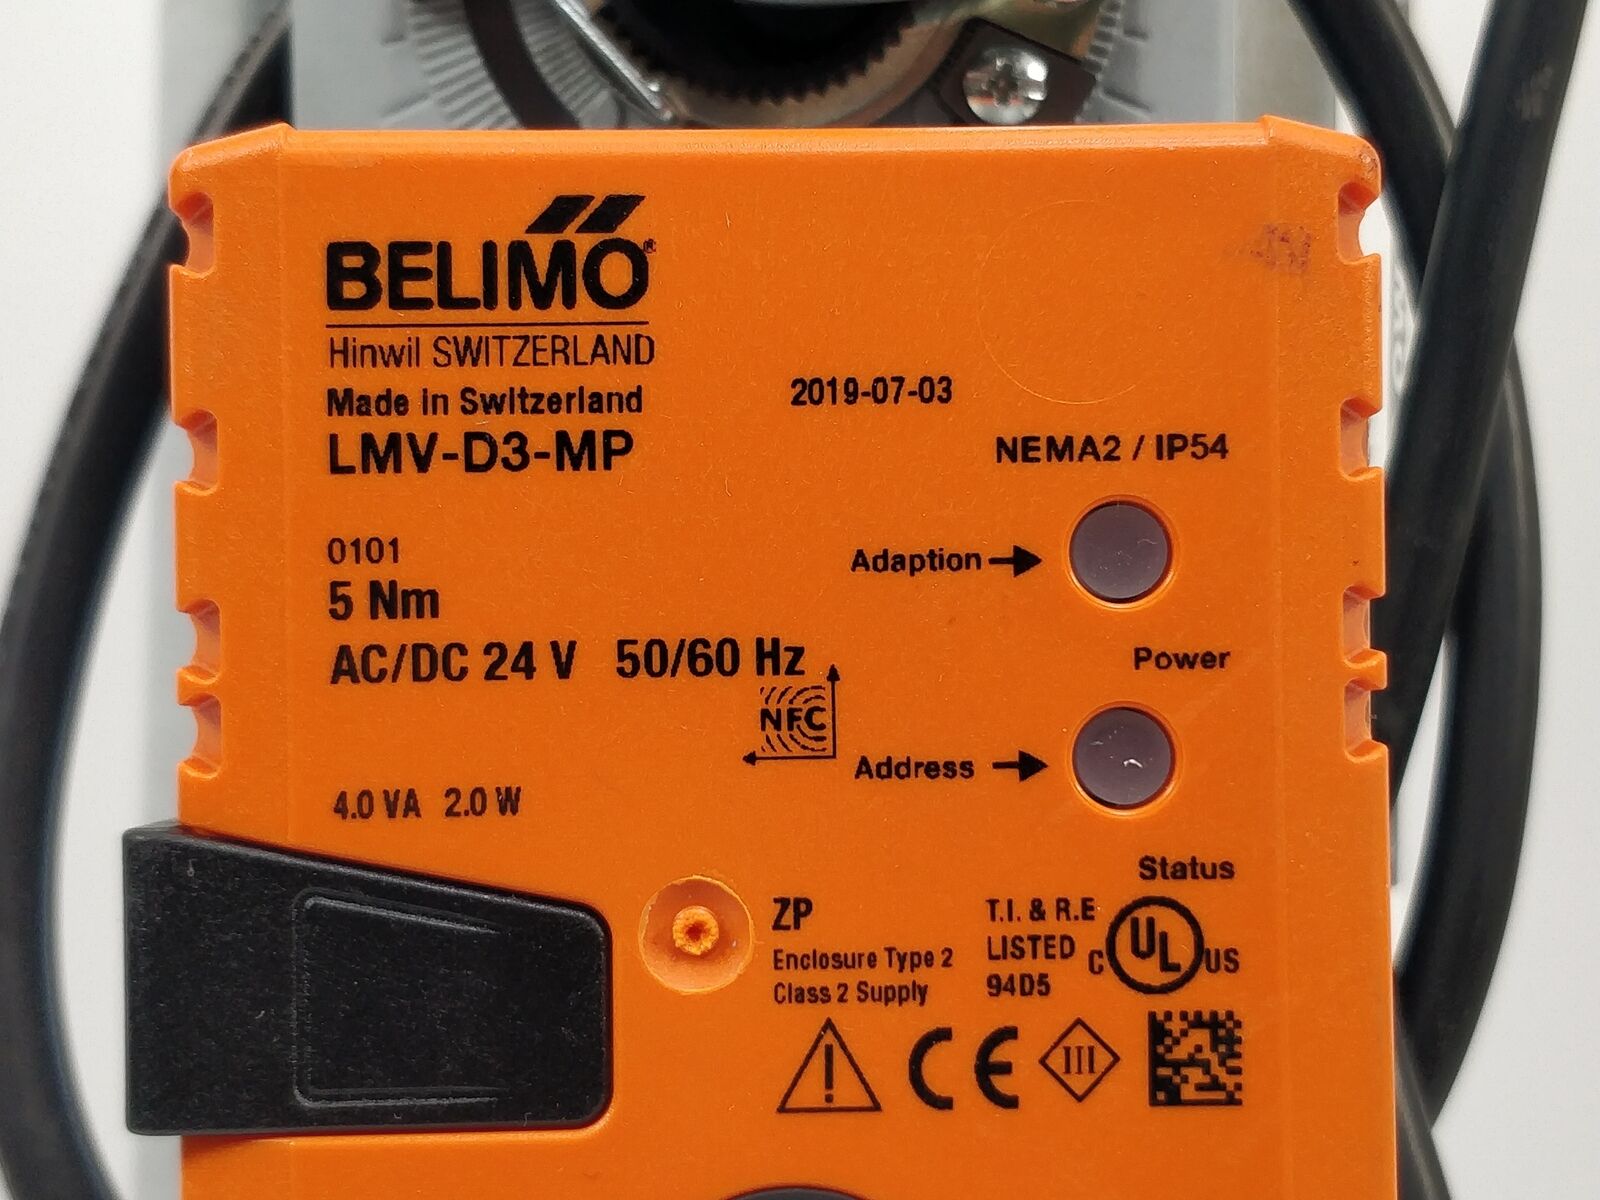 BELIMO®
Hinwil SWITZERLAND
Made in Switzerland
LMV-D3-MP
2019-07-03
NEMA2 / IP54
Adaption
0101
5 Nm
AC/DC 24 V 50/60 Hz
Power
NFC
Address
4.0 VA 2.0 W
Status
ZP
Enclosure Type 2
Class 2 Supply
T.I. & R.E
LISTED
94D5
C UL US
CE
III